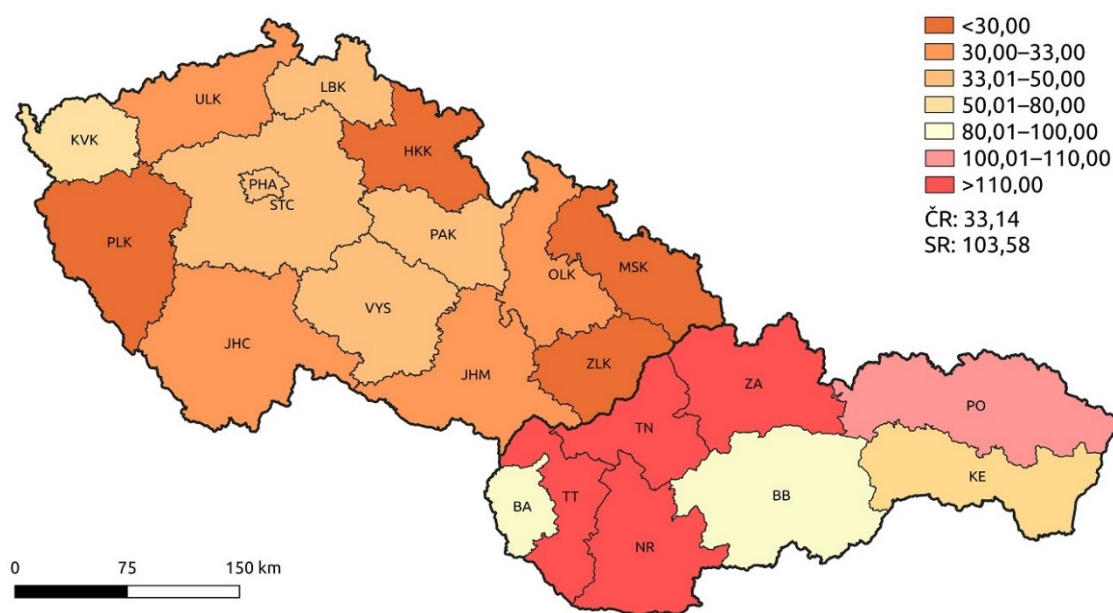 <30,00
30,00–33,00
33,01–50,00
50,01–80,00
80,01–100,00
100,01–110,00
>110,00
ČR: 33,14
SR: 103,58
LBK
ULK
KVK
HKK
PHA
STC
PAK
PLK
MSK
OLK
VYS
JHC
ZLK
JHM
ZA
PO
TN
KE
BB
TT
BA
NR
0 75 150 km